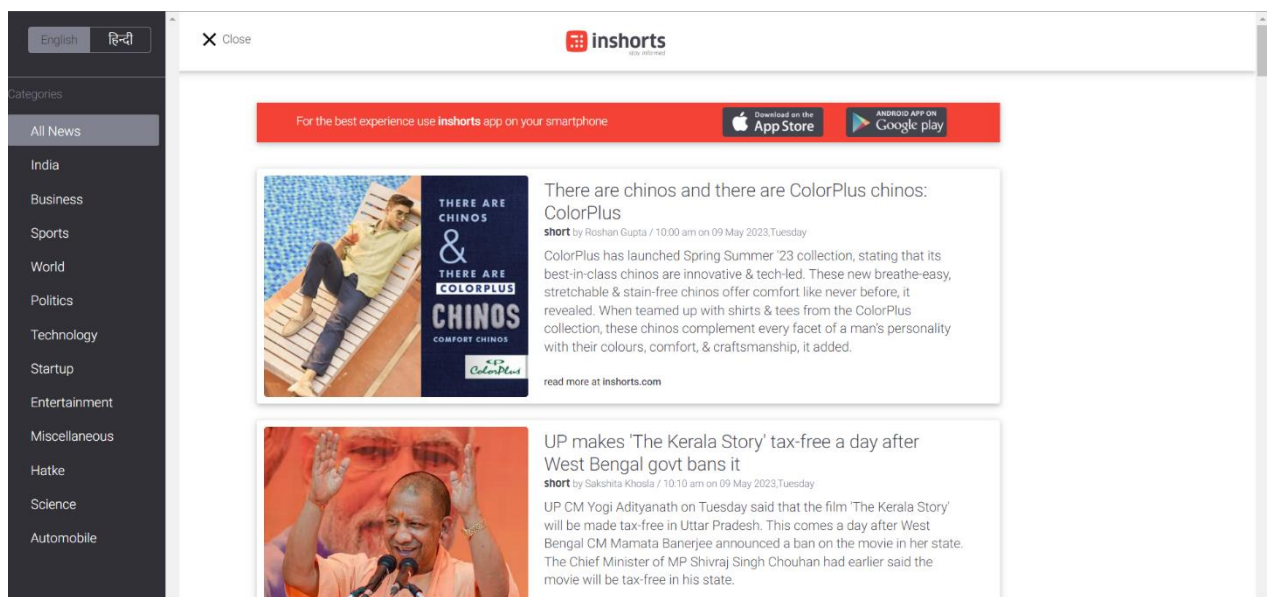 English हिन्दी
Categories
All News
India
Business
Sports
World
Politics
Technology
Startup
Entertainment
Miscellaneous
Hatke
Science
Automobile
Close
inshorts
stay informed
For the best experience use inshorts app on your smartphone
Download on the
App Store
ANDROID APP ON
Google play
THERE ARE
CHINOS
&
THERE ARE
COLORPLUS
CHINOS
COMFORT CHINOS
ColorPlus
There are chinos and there are ColorPlus chinos:
ColorPlus
short by Roshan Gupta / 10:00 am on 09 May 2023,Tuesday
ColorPlus has launched Spring Summer '23 collection, stating that its
best-in-class chinos are innovative & tech-led. These new breathe-easy,
stretchable & stain-free chinos offer comfort like never before, it
revealed. When teamed up with shirts & tees from the ColorPlus
collection, these chinos complement every facet of a man's personality
with their colours, comfort, & craftsmanship, it added.
read more at inshorts.com
UP makes 'The Kerala Story' tax-free a day after
West Bengal govt bans it
short by Sakshita Khosla / 10:10 am on 09 May 2023,Tuesday
UP CM Yogi Adityanath on Tuesday said that the film 'The Kerala Story'
will be made tax-free in Uttar Pradesh. This comes a day after West
Bengal CM Mamata Banerjee announced a ban on the movie in her state.
The Chief Minister of MP Shivraj Singh Chouhan had earlier said the
movie will be tax-free in his state.